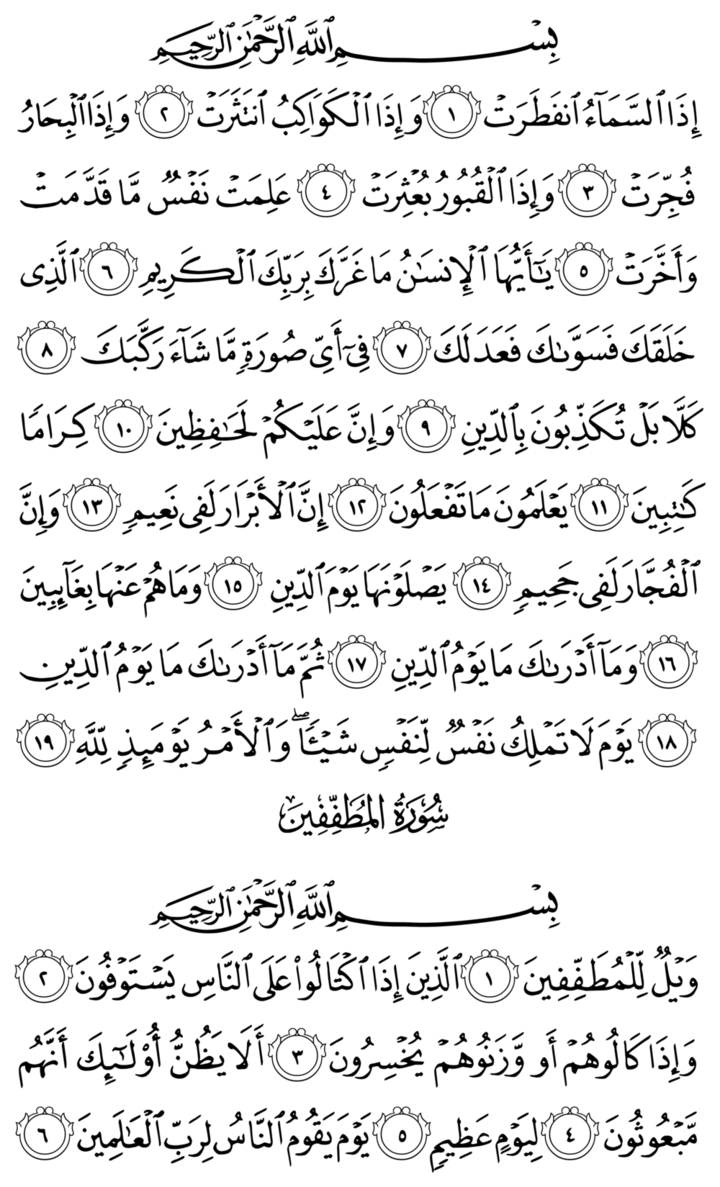 بِسْمِ ٱللَّهِ ٱلرَّحْمَٰنِ ٱلرَّحِيمِ
إِذَا ٱلسَّمَآءُ ٱنفَطَرَتْ ١ وَإِذَا ٱلْكَوَاكِبُ ٱنتَثَرَتْ ٢ وَإِذَا ٱلْبِحَارُ
فُجِّرَتْ ٣ وَإِذَا ٱلْقُبُورُ بُعْثِرَتْ ٤ عَلِمَتْ نَفْسٌ مَّا قَدَّمَتْ
وَأَخَّرَتْ ٥ يَٰٓأَيُّهَا ٱلْإِنسَٰنُ مَا غَرَّكَ بِرَبِّكَ ٱلْكَرِيمِ ٦ ٱلَّذِى
خَلَقَكَ فَسَوَّىٰكَ فَعَدَلَكَ ٧ فِىٓ أَىِّ صُورَةٍ مَّا شَآءَ رَكَّبَكَ ٨
كَلَّا بَلْ تُكَذِّبُونَ بِٱلدِّينِ ٩ وَإِنَّ عَلَيْكُمْ لَحَٰفِظِينَ ١٠ كِرَامًا
كَٰتِبِينَ ١١ يَعْلَمُونَ مَا تَفْعَلُونَ ١٢ إِنَّ ٱلْأَبْرَارَ لَفِى نَعِيمٍ ١٣ وَإِنَّ
ٱلْفُجَّارَ لَفِى جَحِيمٍ ١٤ يَصْلَوْنَهَا يَوْمَ ٱلدِّينِ ١٥ وَمَا هُمْ عَنْهَا بِغَآئِبِينَ
١٦ وَمَآ أَدْرَىٰكَ مَا يَوْمُ ٱلدِّينِ ١٧ ثُمَّ مَآ أَدْرَىٰكَ مَا يَوْمُ ٱلدِّينِ
١٨ يَوْمَ لَا تَمْلِكُ نَفْسٌ لِّنَفْسٍ شَيْـًٔا ۖ وَٱلْأَمْرُ يَوْمَئِذٍ لِّلَّهِ ١٩
سُورَةُ المُطَفِّفِينَ
بِسْمِ ٱللَّهِ ٱلرَّحْمَٰنِ ٱلرَّحِيمِ
وَيْلٌ لِّلْمُطَفِّفِينَ ١ ٱلَّذِينَ إِذَا ٱكْتَالُوا۟ عَلَى ٱلنَّاسِ يَسْتَوْفُونَ ٢
وَإِذَا كَالُوهُمْ أَو وَّزَنُوهُمْ يُخْسِرُونَ ٣ أَلَا يَظُنُّ أُو۟لَٰٓئِكَ أَنَّهُم
مَّبْعُوثُونَ ٤ لِيَوْمٍ عَظِيمٍ ٥ يَوْمَ يَقُومُ ٱلنَّاسُ لِرَبِّ ٱلْعَٰلَمِينَ ٦